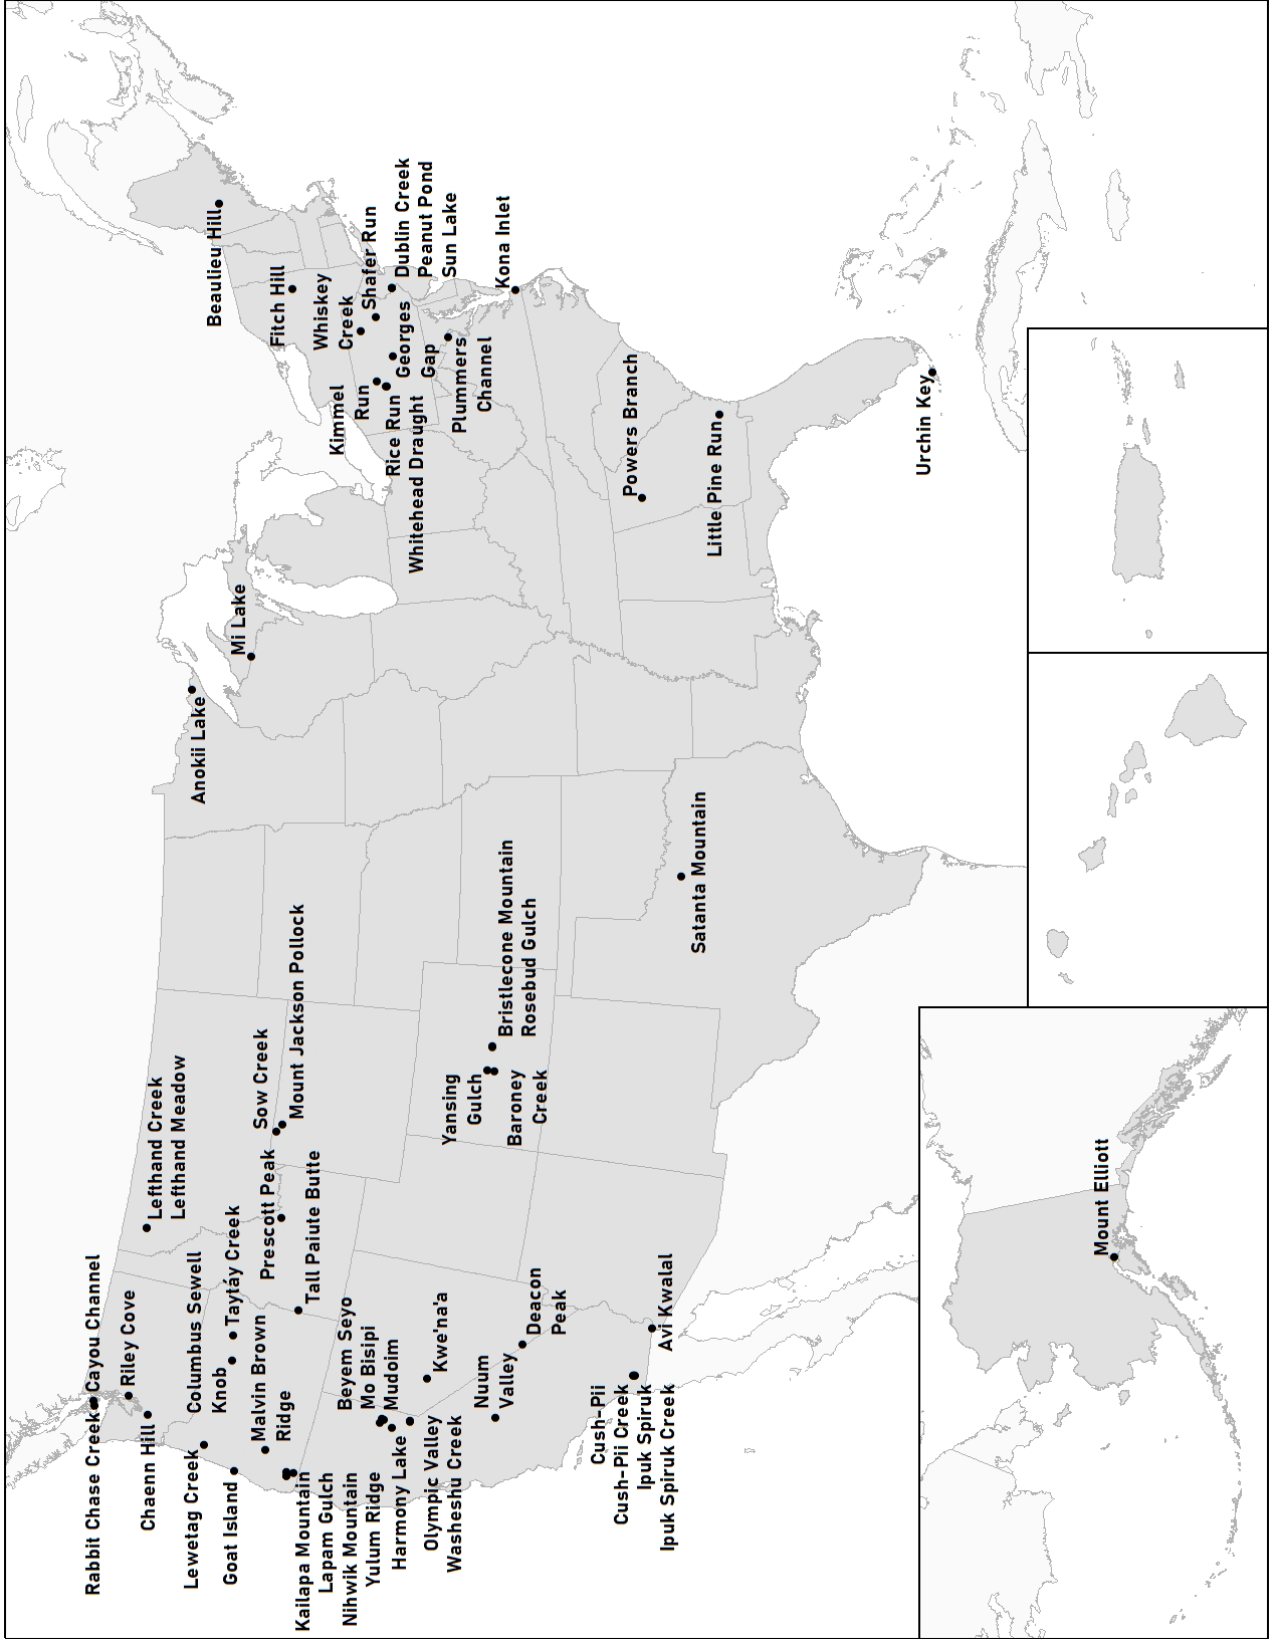 Rabbit Chase Creek
Cayou Channel
Riley Cove
Chaenn Hill
Lefthand Creek
Lefthand Meadow
Lewetag Creek
Columbus Sewell
Knob
Goat Island
Taytáy Creek
Malvin Brown
Ridge
Prescott Peak
Sow Creek
Mount Jackson Pollock
Tall Paiute Butte
Kailapa Mountain
Lapam Gulch
Nihwik Mountain
Yulum Ridge
Harmony Lake
Olympic Valley
Washeshu Creek
Beyem Seyo
Mo Bisipi
Mudoim
Kwe'na'a
Nuum
Valley
Deacon
Peak
Cush-Pii
Cush-Pii Creek
Ipuk Spiruk
Ipuk Spiruk Creek
Avi Kwalal
Yansing
Gulch
Baroney
Creek
Bristlecone Mountain
Rosebud Gulch
Satanta Mountain
Anokii Lake
Mi Lake
Beaulieu Hill
Fitch Hill
Whiskey
Creek
Shafer Run
Kimmel
Run
Rice Run
Whitehead Draught
Georges
Gap
Dublin Creek
Peanut Pond
Sun Lake
Plummers
Channel
Kona Inlet
Powers Branch
Little Pine Run
Urchin Key
Mount Elliott